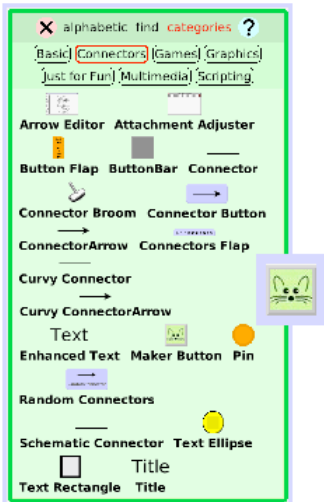 alphabetic find categories ?
Basic Connectors Games Graphics
Just for Fun Multimedia Scripting
Arrow Editor Attachment Adjuster
Button Flap ButtonBar Connector
Connector Broom Connector Button
ConnectorArrow Connectors Flap
Curvy Connector
Curvy ConnectorArrow
Text
Enhanced Text Maker Button Pin
Random Connectors
Schematic Connector Text Ellipse
Title
Text Rectangle Title